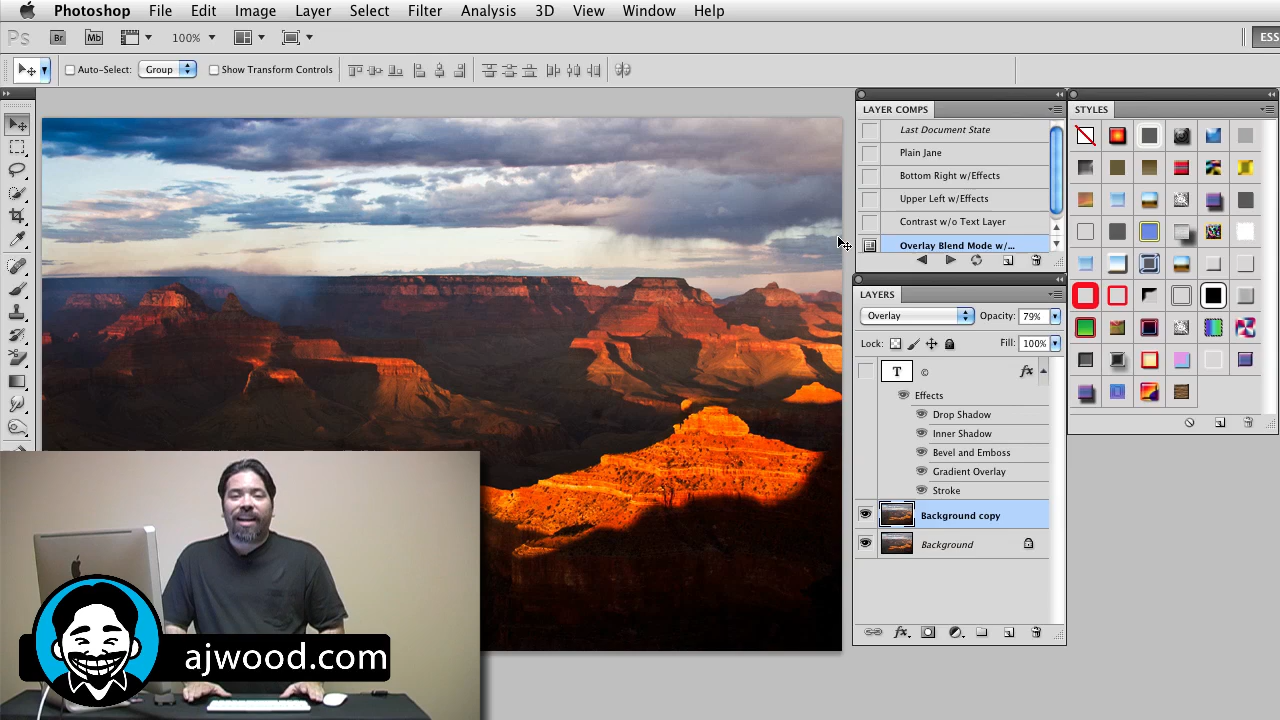 Photoshop File Edit Image Layer Select Filter Analysis 3D View Window Help
Ps Br Mb 100% ESS
Auto-Select: Group Show Transform Controls
LAYER COMPS
Last Document State
Plain Jane
Bottom Right w/Effects
Upper Left w/Effects
Contrast w/o Text Layer
Overlay Blend Mode w/...
STYLES
LAYERS
Overlay Opacity: 79%
Lock: Fill: 100%
T © fx
Effects
Drop Shadow
Inner Shadow
Bevel and Emboss
Gradient Overlay
Stroke
Background copy
Background
fx.
ajwood.com